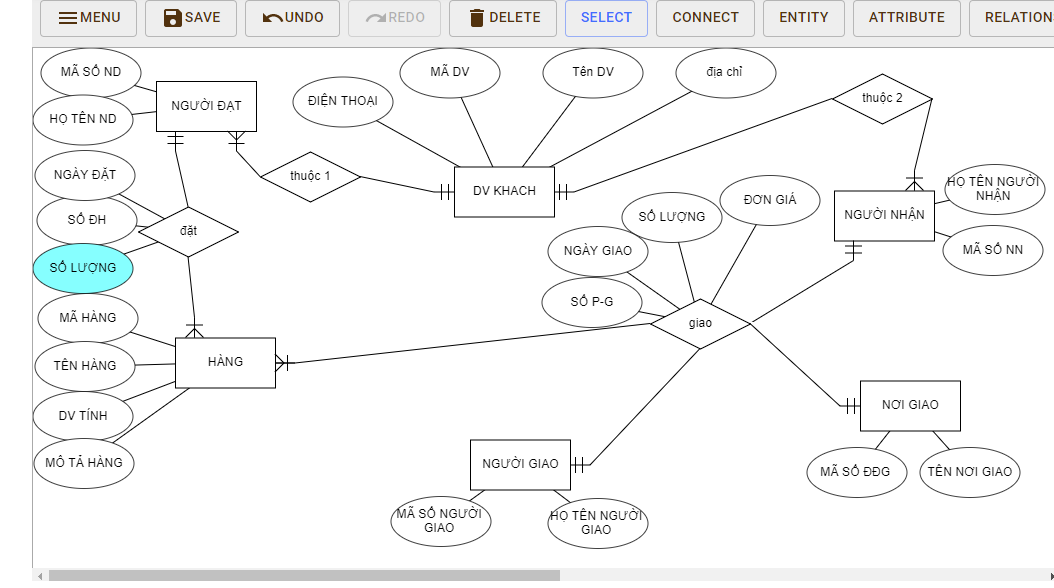 MENU
SAVE
UNDO
REDO
DELETE
SELECT
CONNECT
ENTITY
ATTRIBUTE
RELATION
MÃ SỐ ND
HỌ TÊN ND
NGƯỜI ĐẠT
ĐIỆN THOẠI
MÃ DV
Tên DV
địa chỉ
thuộc 2
NGÀY ĐẶT
SỐ ĐH
SỐ LƯỢNG
đặt
thuộc 1
DV KHACH
SỐ LƯỢNG
ĐƠN GIÁ
NGÀY GIAO
SỐ P-G
giao
NGƯỜI NHẬN
HỌ TÊN NGƯỜI
NHẬN
MÃ SỐ NN
MÃ HÀNG
TÊN HÀNG
DV TÍNH
MÔ TẢ HÀNG
HÀNG
NGƯỜI GIAO
MÃ SỐ NGƯỜI
GIAO
HỌ TÊN NGƯỜI
GIAO
NƠI GIAO
MÃ SỐ ĐĐG
TÊN NƠI GIAO